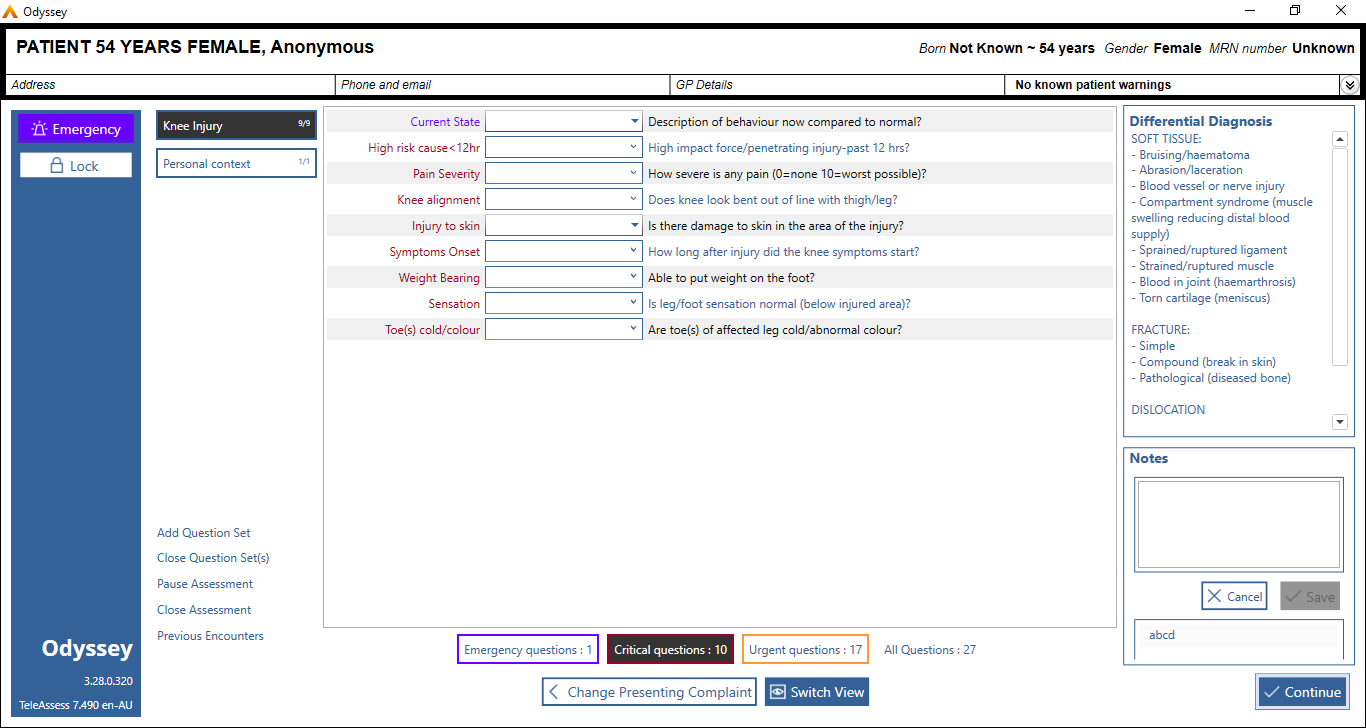 Odyssey
PATIENT 54 YEARS FEMALE, Anonymous
Born Not Known ~ 54 years Gender Female MRN number Unknown
Address
Phone and email
GP Details
No known patient warnings
Emergency
Lock
Odyssey
3.28.0.320
TeleAssess 7.490 en-AU
Knee Injury 9/9
Personal context 1/1
Add Question Set
Close Question Set(s)
Pause Assessment
Close Assessment
Previous Encounters
Current State Description of behaviour now compared to normal?
High risk cause<12hr High impact force/penetrating injury-past 12 hrs?
Pain Severity How severe is any pain (0=none 10=worst possible)?
Knee alignment Does knee look bent out of line with thigh/leg?
Injury to skin Is there damage to skin in the area of the injury?
Symptoms Onset How long after injury did the knee symptoms start?
Weight Bearing Able to put weight on the foot?
Sensation Is leg/foot sensation normal (below injured area)?
Toe(s) cold/colour Are toe(s) of affected leg cold/abnormal colour?
Emergency questions : 1
Critical questions : 10
Urgent questions : 17
All Questions : 27
Change Presenting Complaint
Switch View
Differential Diagnosis
SOFT TISSUE:
- Bruising/haematoma
- Abrasion/laceration
- Blood vessel or nerve injury
- Compartment syndrome (muscle
swelling reducing distal blood
supply)
- Sprained/ruptured ligament
- Strained/ruptured muscle
- Blood in joint (haemarthrosis)
- Torn cartilage (meniscus)
FRACTURE:
- Simple
- Compound (break in skin)
- Pathological (diseased bone)
DISLOCATION
Notes
Cancel
Save
abcd
Continue